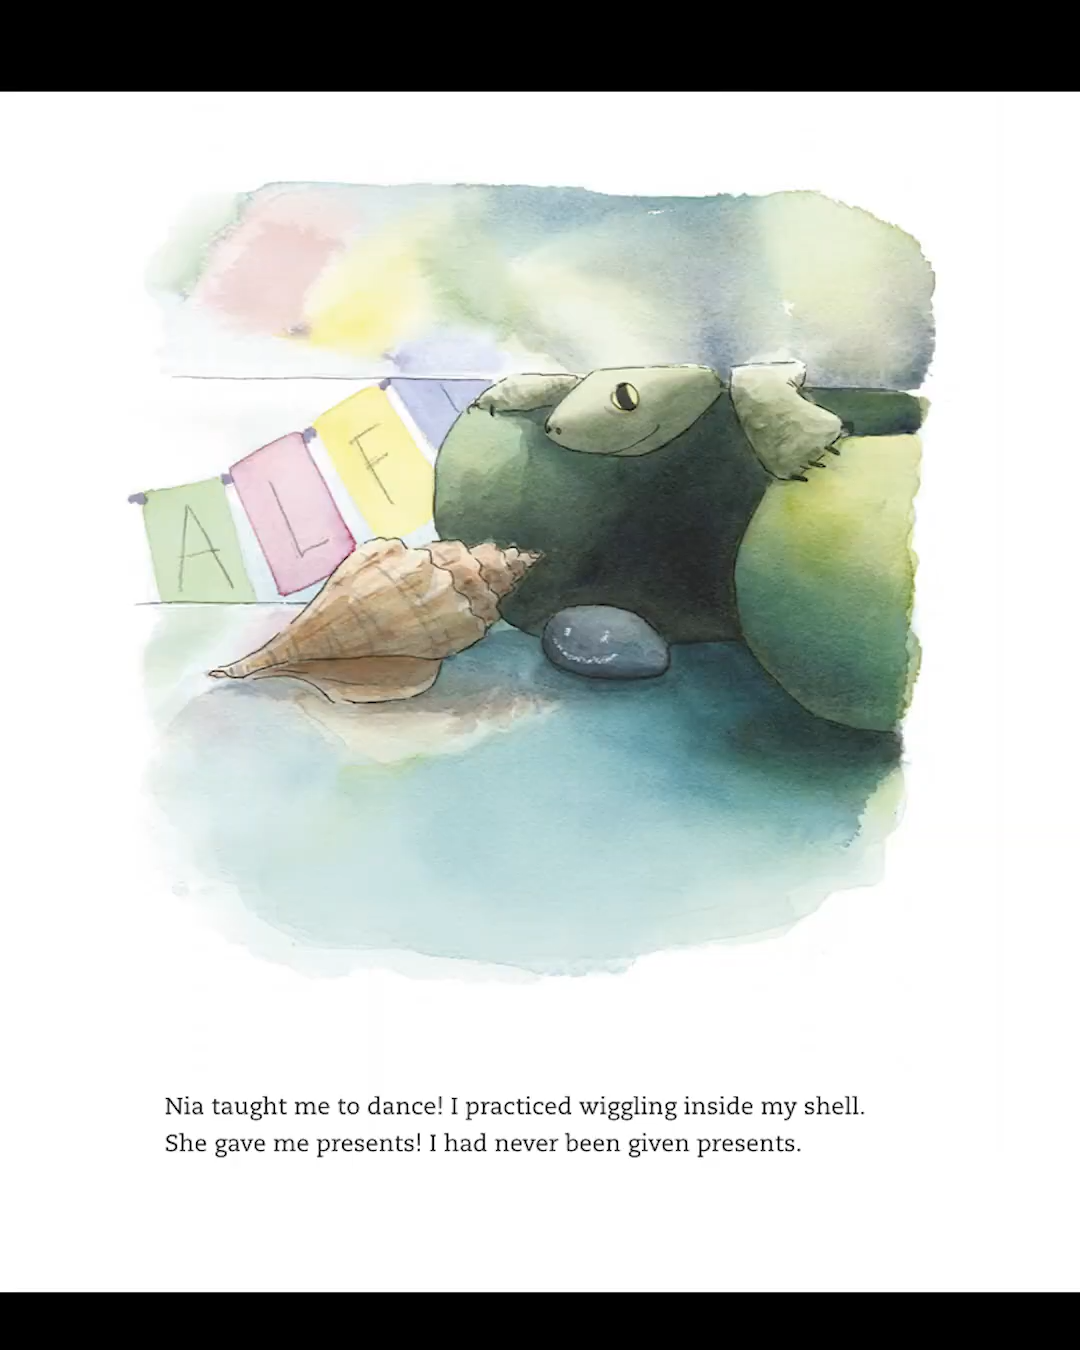 A L F
Nia taught me to dance! I practiced wiggling inside my shell.
She gave me presents! I had never been given presents.